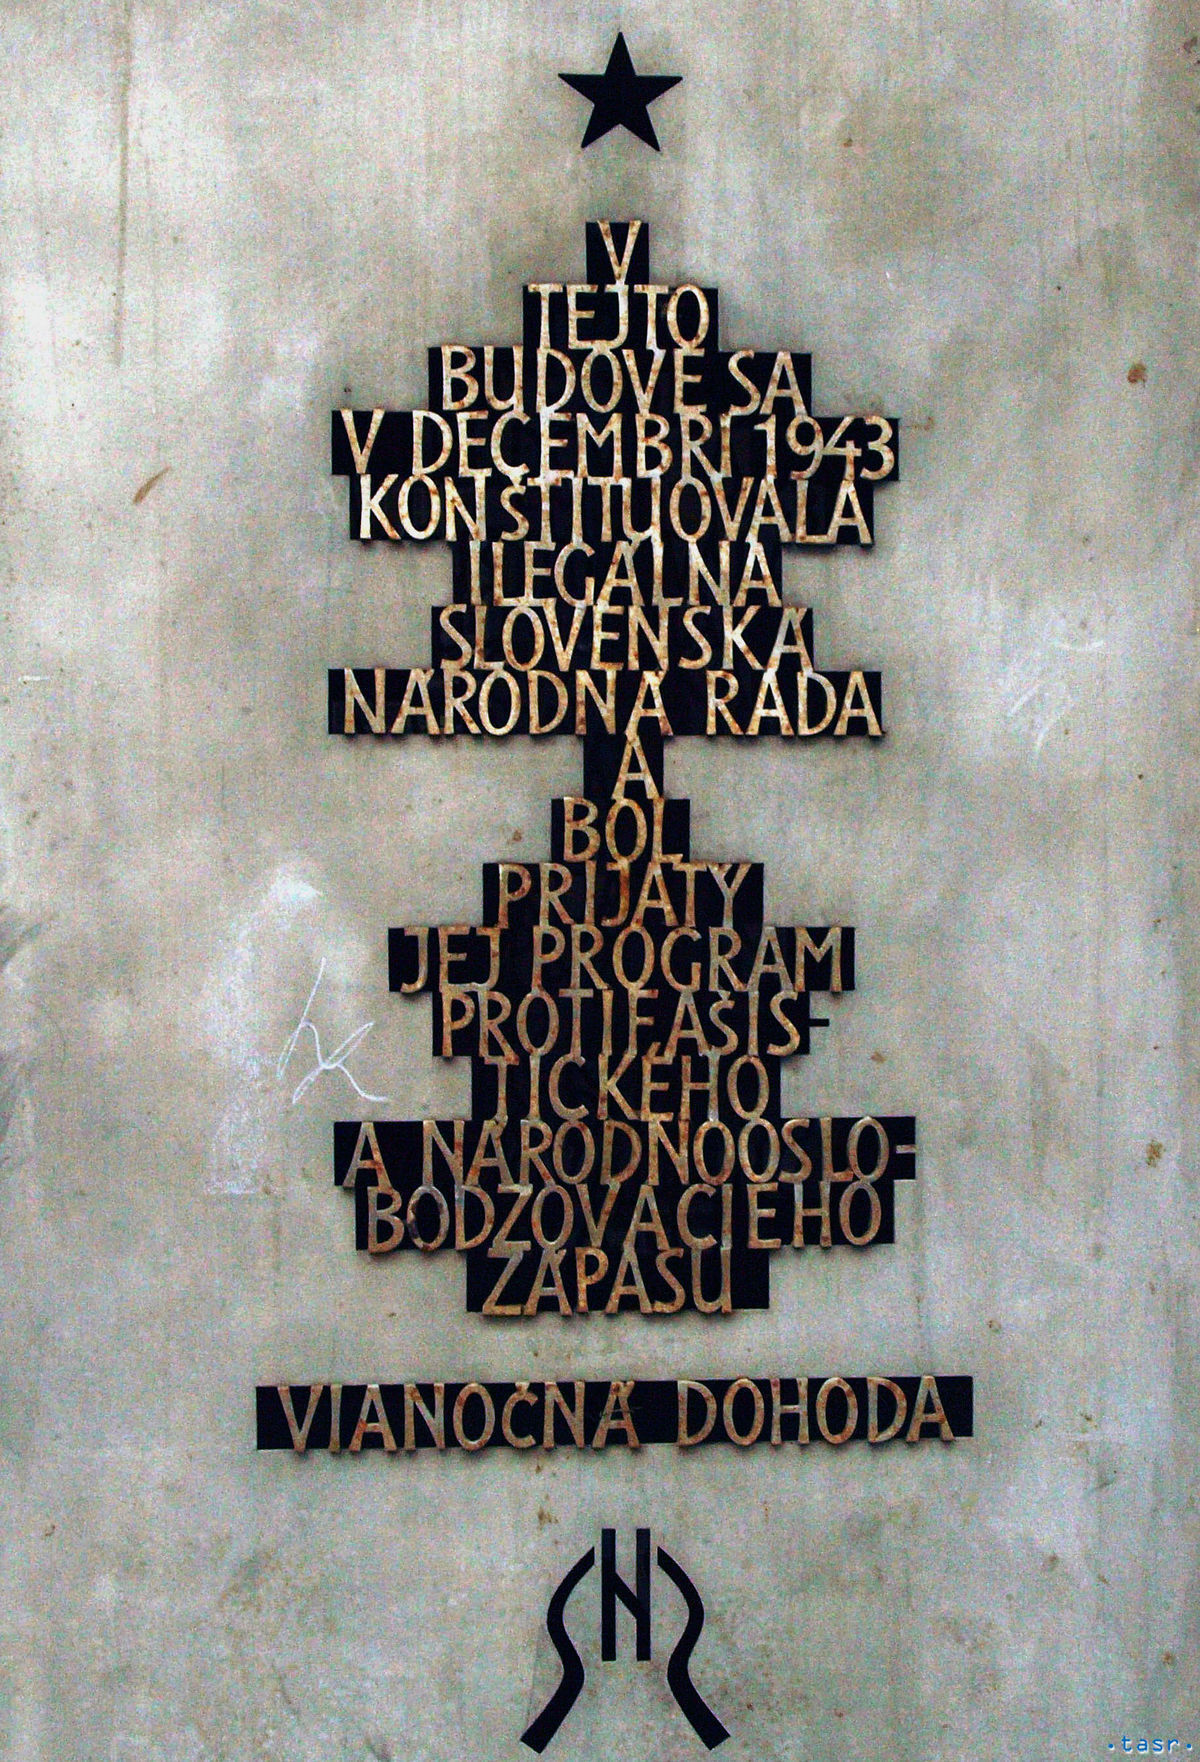 V
TEJTO
BUDOVE SA
V DECEMBRI 1943
KONŠTITUOVALA
ILEGÁLNA
SLOVENSKÁ
NÁRODNÁ RADA
A
BOL
PRIJATÝ
JEJ PROGRAM
PROTIFAŠIS-
TICKÉHO
A NÁRODNOOSLO-
BODZOVACIEHO
ZÁPASU
VIANOČNÁ DOHODA
SNR
.tasr.